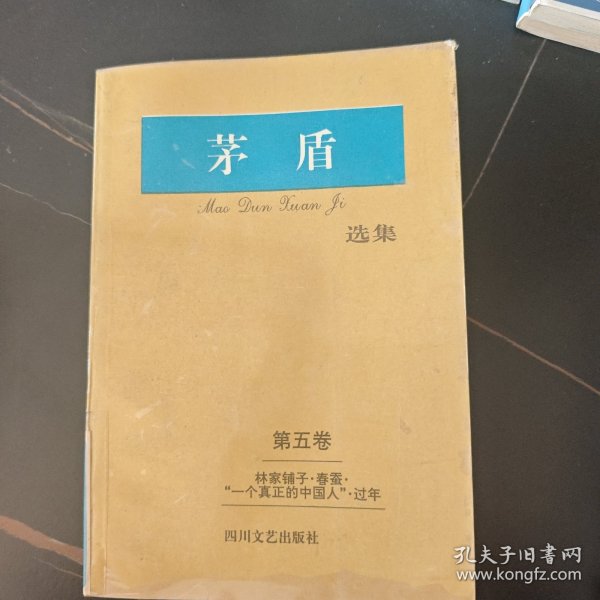 茅盾
Mao Dun Xuan Ji
选集
第五卷
林家铺子·春蚕·
“一个真正的中国人”·过年
四川文艺出版社
孔夫子旧书网
www.kongfz.com